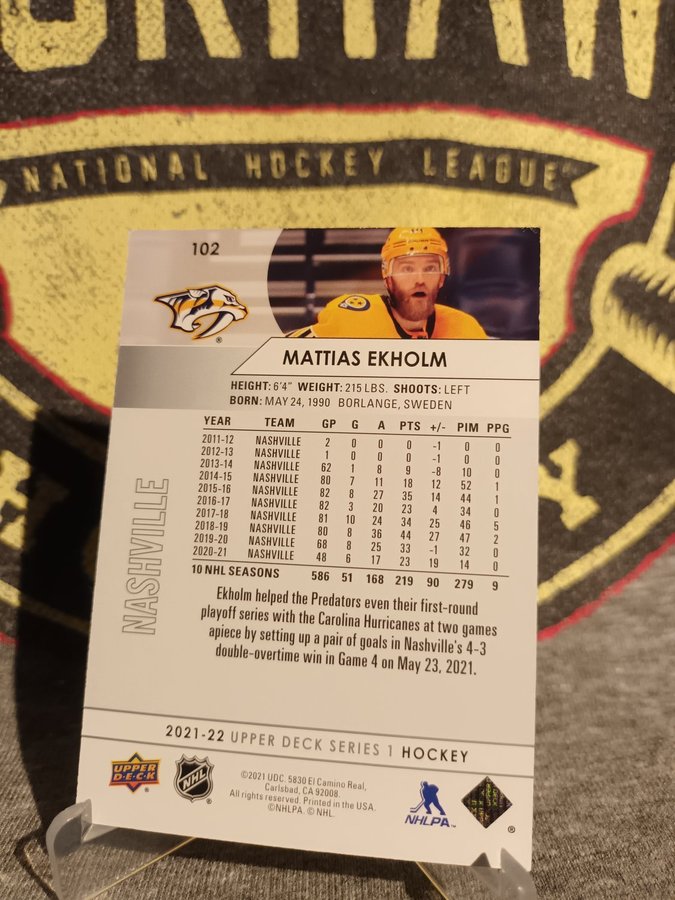 NATIONAL HOCKEY LEAGUE
102
MATTIAS EKHOLM
HEIGHT: 6'4" WEIGHT: 215 LBS. SHOOTS: LEFT
BORN: MAY 24, 1990 BORLANGE, SWEDEN
YEAR TEAM GP G A PTS +/- PIM PPG
2011-12 NASHVILLE 2 0 0 0 -1 0 0
2012-13 NASHVILLE 1 0 0 0 -1 0 0
2013-14 NASHVILLE 62 1 8 9 -8 10 0
2014-15 NASHVILLE 80 7 11 18 12 52 1
2015-16 NASHVILLE 82 8 27 35 14 44 1
2016-17 NASHVILLE 82 3 20 23 4 34 0
2017-18 NASHVILLE 81 10 24 34 25 46 5
2018-19 NASHVILLE 80 8 36 44 27 47 2
2019-20 NASHVILLE 68 8 25 33 -1 32 0
2020-21 NASHVILLE 48 6 17 23 19 14 0
10 NHL SEASONS 586 51 168 219 90 279 9
NASHVILLE
Ekholm helped the Predators even their first-round
playoff series with the Carolina Hurricanes at two games
apiece by setting up a pair of goals in Nashville's 4-3
double-overtime win in Game 4 on May 23, 2021.
2021-22 UPPER DECK SERIES 1 HOCKEY
UPPER
DECK
NHL
©2021 UDC. 5830 El Camino Real,
Carlsbad, CA 92008.
All rights reserved. Printed in the USA.
©NHLPA. © NHL.
NHLPA